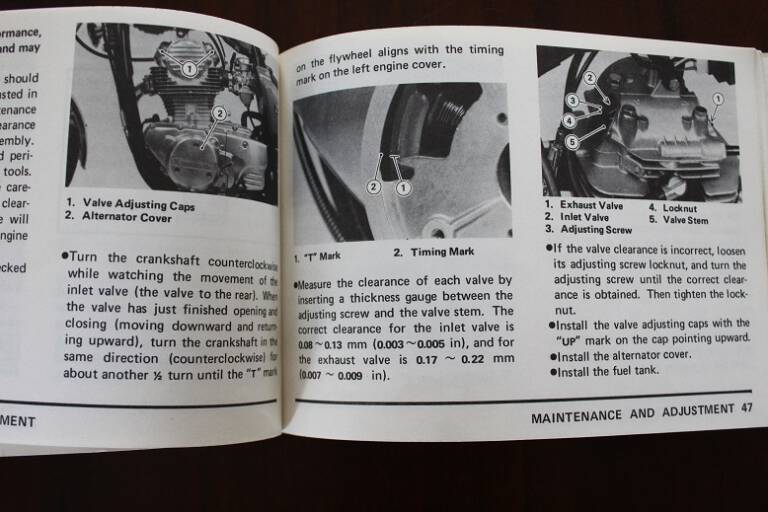 ormance,
and may
should
usted in
tenance
earance
embly.
d peri-
tools.
care-
clear-
will
ngine
ecked
MENT
1
2
1. Valve Adjusting Caps
2. Alternator Cover
●Turn the crankshaft counterclockwise
while watching the movement of the
inlet valve (the valve to the rear). When
the valve has just finished opening and
closing (moving downward and return-
ing upward), turn the crankshaft in the
same direction (counterclockwise) for
about another ½ turn until the "T" mark
on the flywheel aligns with the timing
mark on the left engine cover.
2
1
1. "T" Mark 2. Timing Mark
●Measure the clearance of each valve by
inserting a thickness gauge between the
adjusting screw and the valve stem. The
correct clearance for the inlet valve is
0.08~0.13 mm (0.003~0.005 in), and for
the exhaust valve is 0.17 ~ 0.22 mm
(0.007 ~ 0.009 in).
2
3
4
5
1
1. Exhaust Valve 4. Locknut
2. Inlet Valve 5. Valve Stem
3. Adjusting Screw
●If the valve clearance is incorrect, loosen
its adjusting screw locknut, and turn the
adjusting screw until the correct clear-
ance is obtained. Then tighten the lock-
nut.
●Install the valve adjusting caps with the
"UP" mark on the cap pointing upward.
●Install the alternator cover.
●Install the fuel tank.
MAINTENANCE AND ADJUSTMENT 47